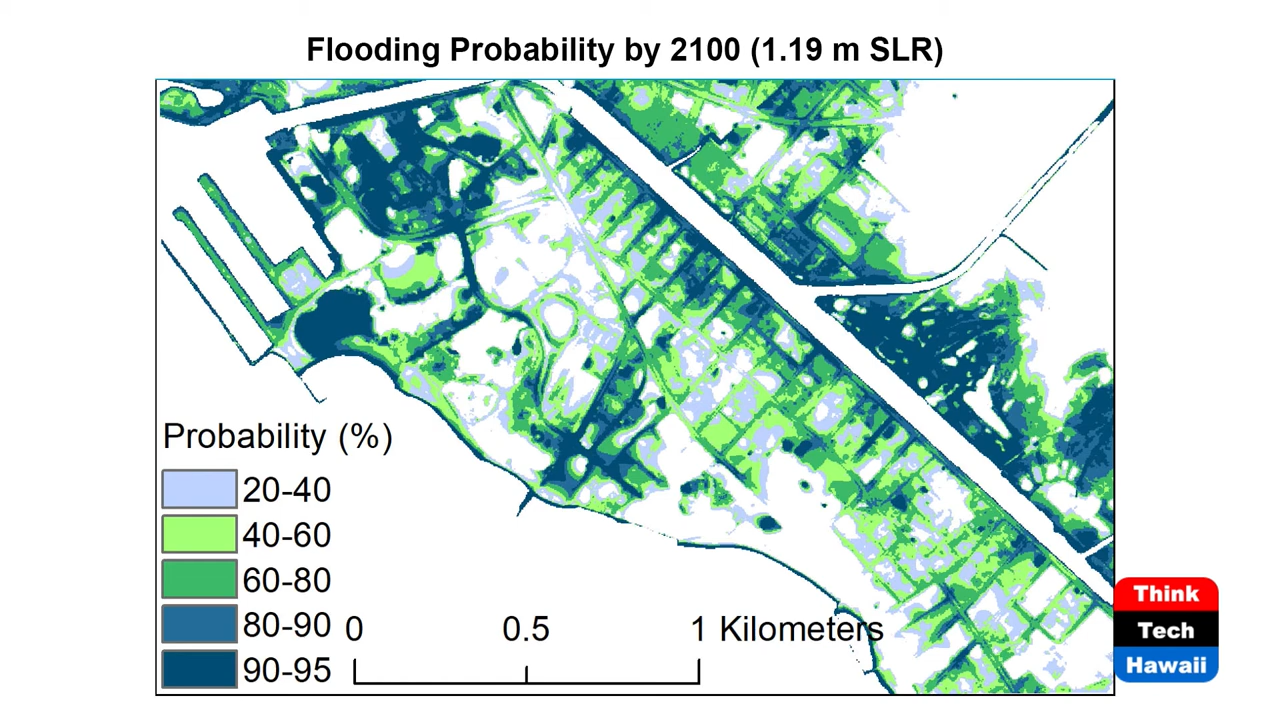 Flooding Probability by 2100 (1.19 m SLR)
Probability (%)
20-40
40-60
60-80
80-90
90-95
0 0.5 1 Kilometers
Think
Tech
Hawaii